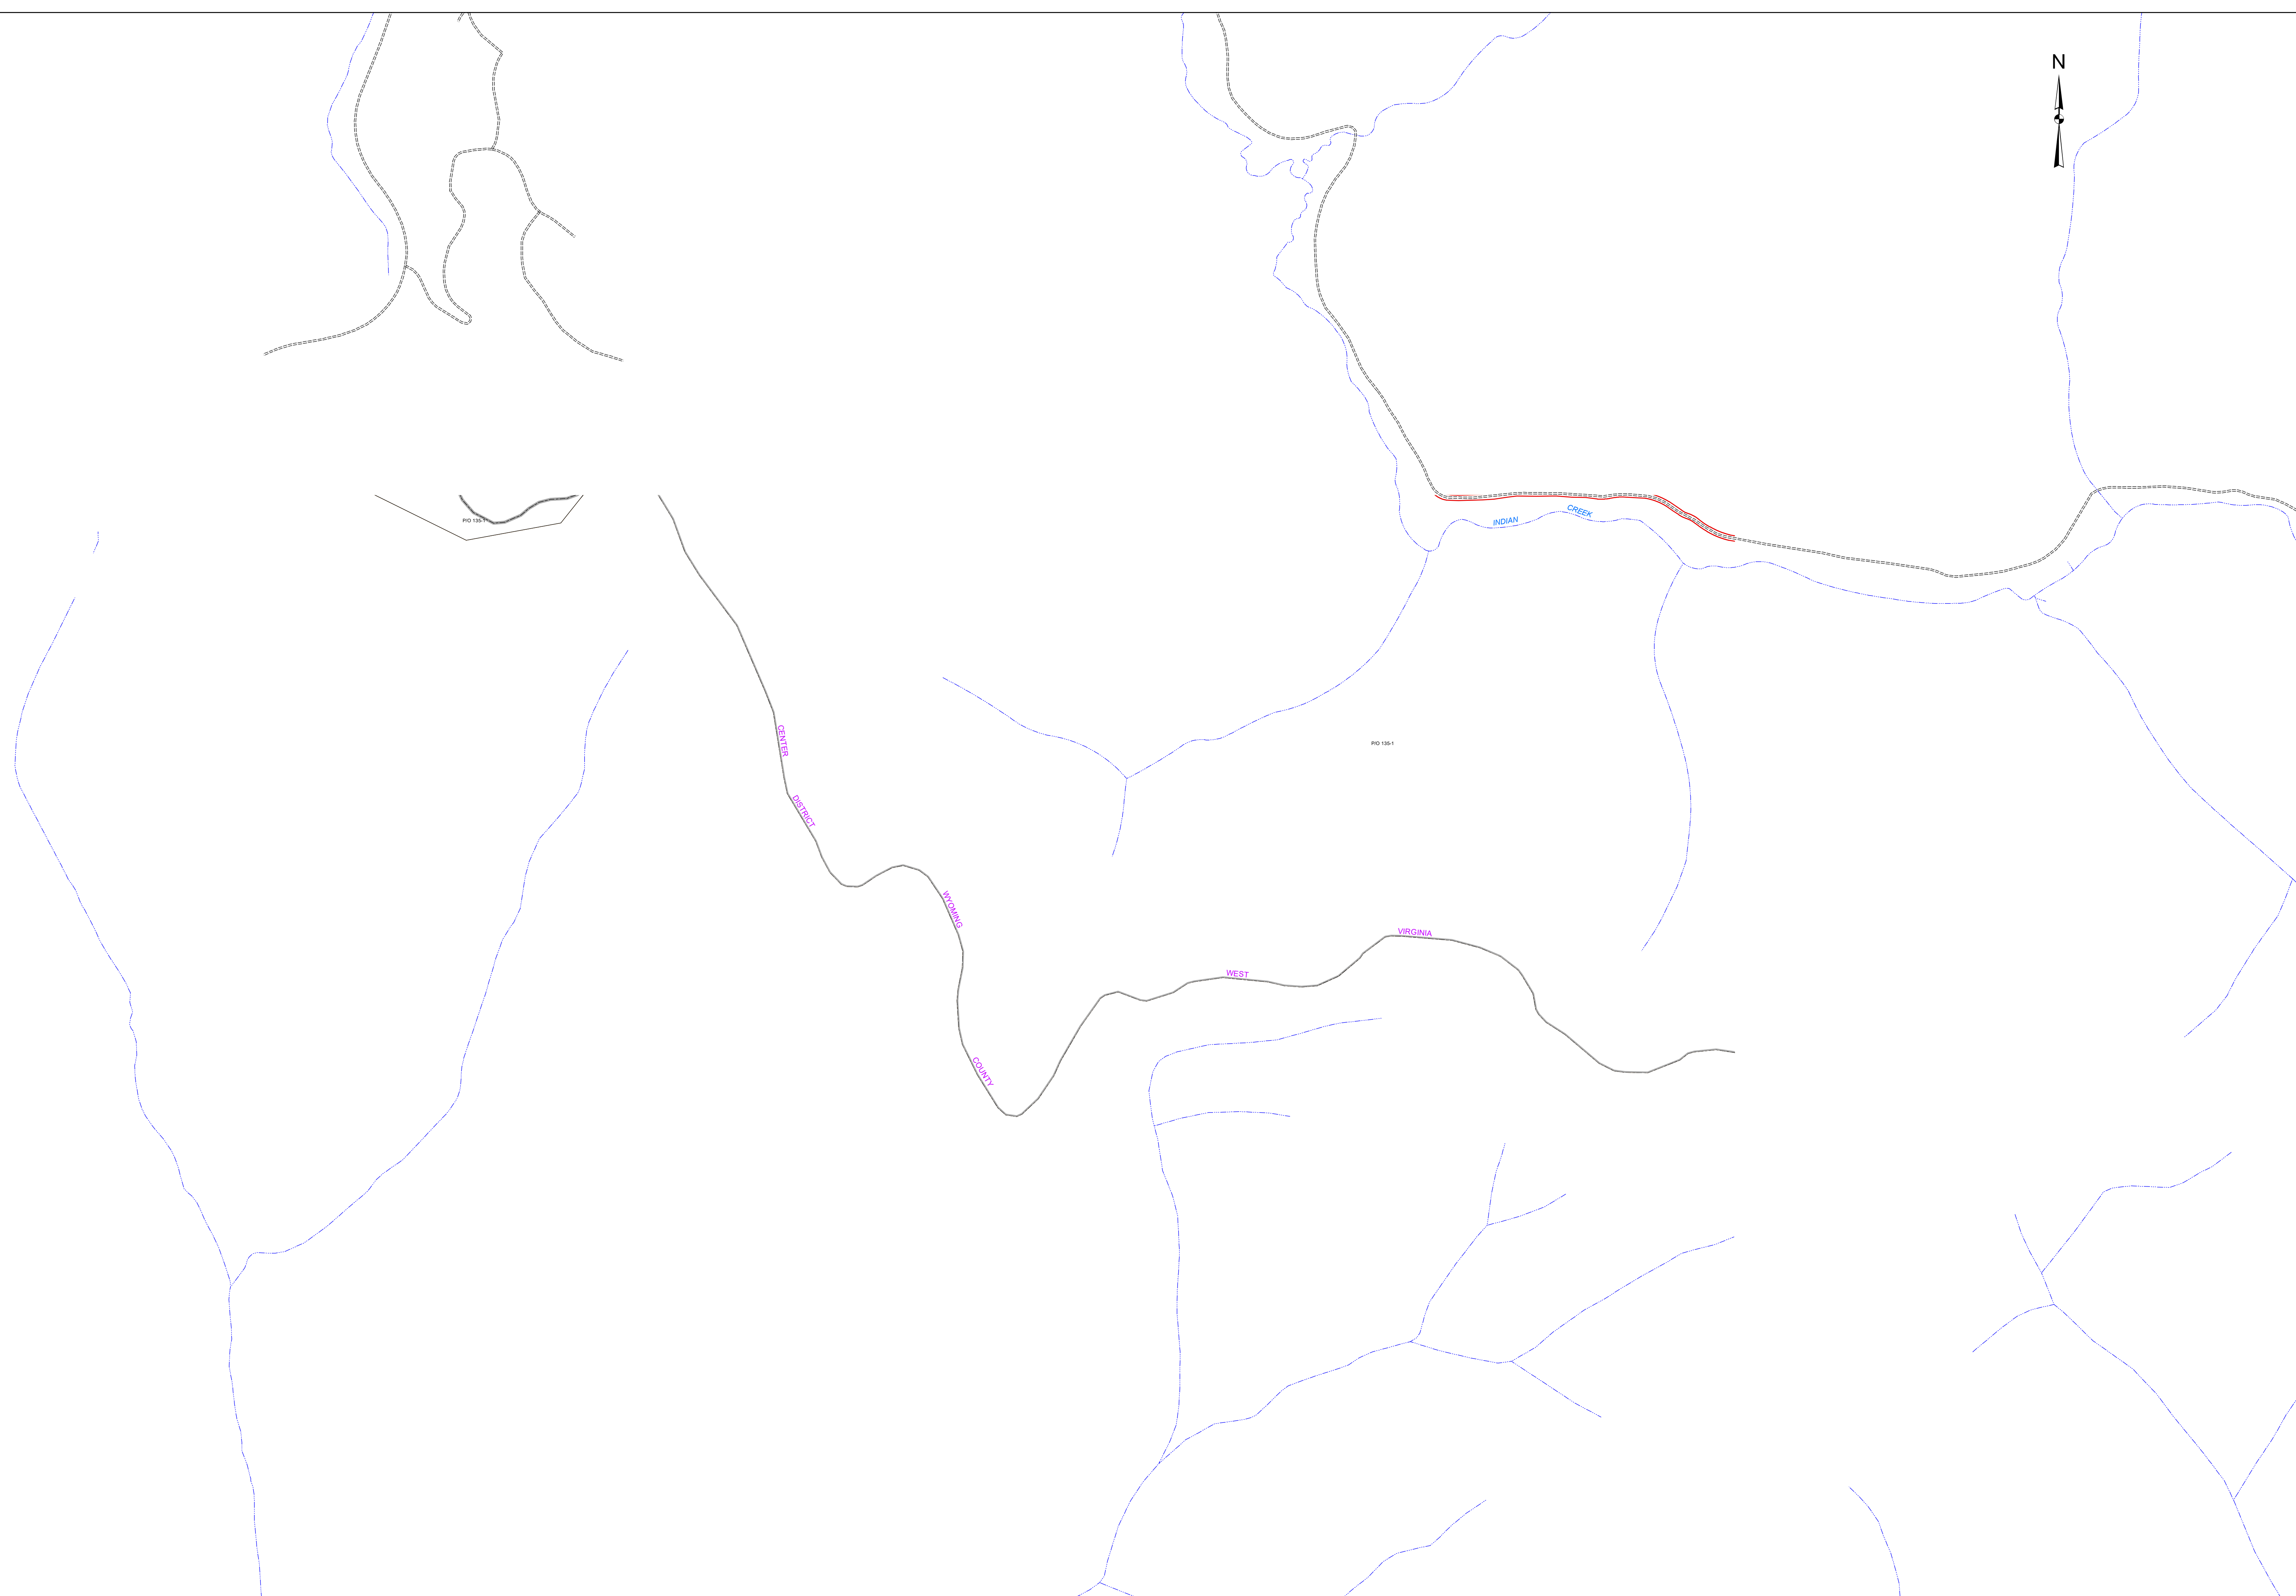 N
INDIAN
CREEK
P/O 135-1
CENTER
P/O 135-1
DISTRICT
WYOMING
VIRGINIA
WEST
COUNTY